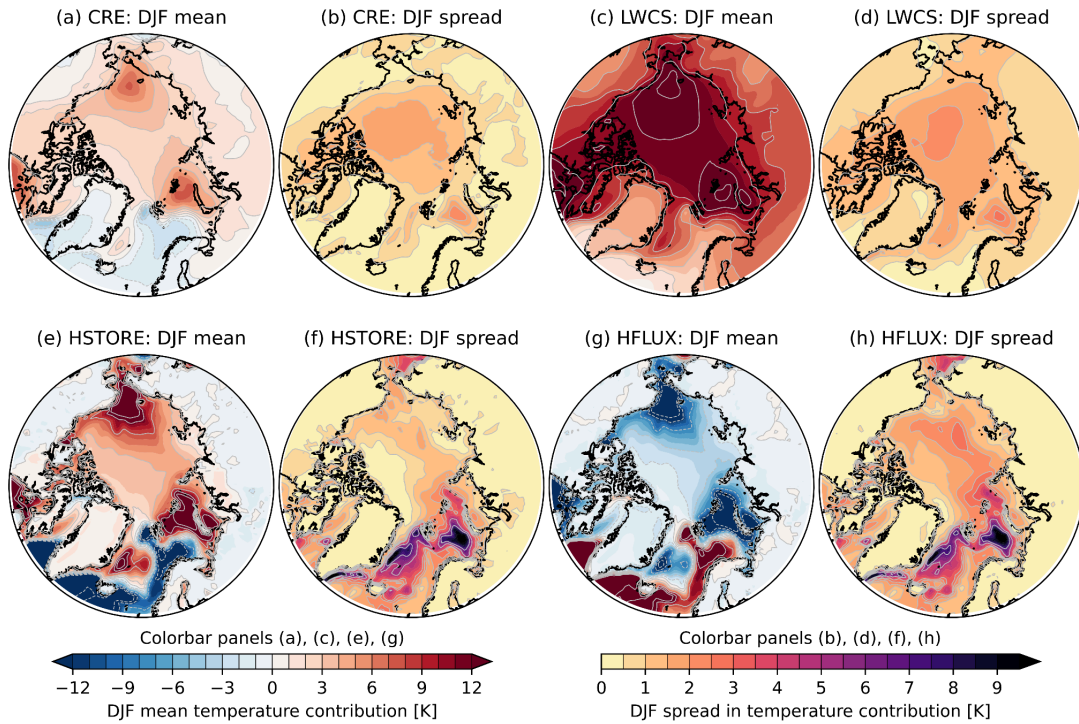 (a) CRE: DJF mean
(b) CRE: DJF spread
(c) LWCS: DJF mean
(d) LWCS: DJF spread
(e) HSTORE: DJF mean
(f) HSTORE: DJF spread
(g) HFLUX: DJF mean
(h) HFLUX: DJF spread
Colorbar panels (a), (c), (e), (g)
−12 −9 −6 −3 0 3 6 9 12
DJF mean temperature contribution [K]
Colorbar panels (b), (d), (f), (h)
0 1 2 3 4 5 6 7 8 9
DJF spread in temperature contribution [K]